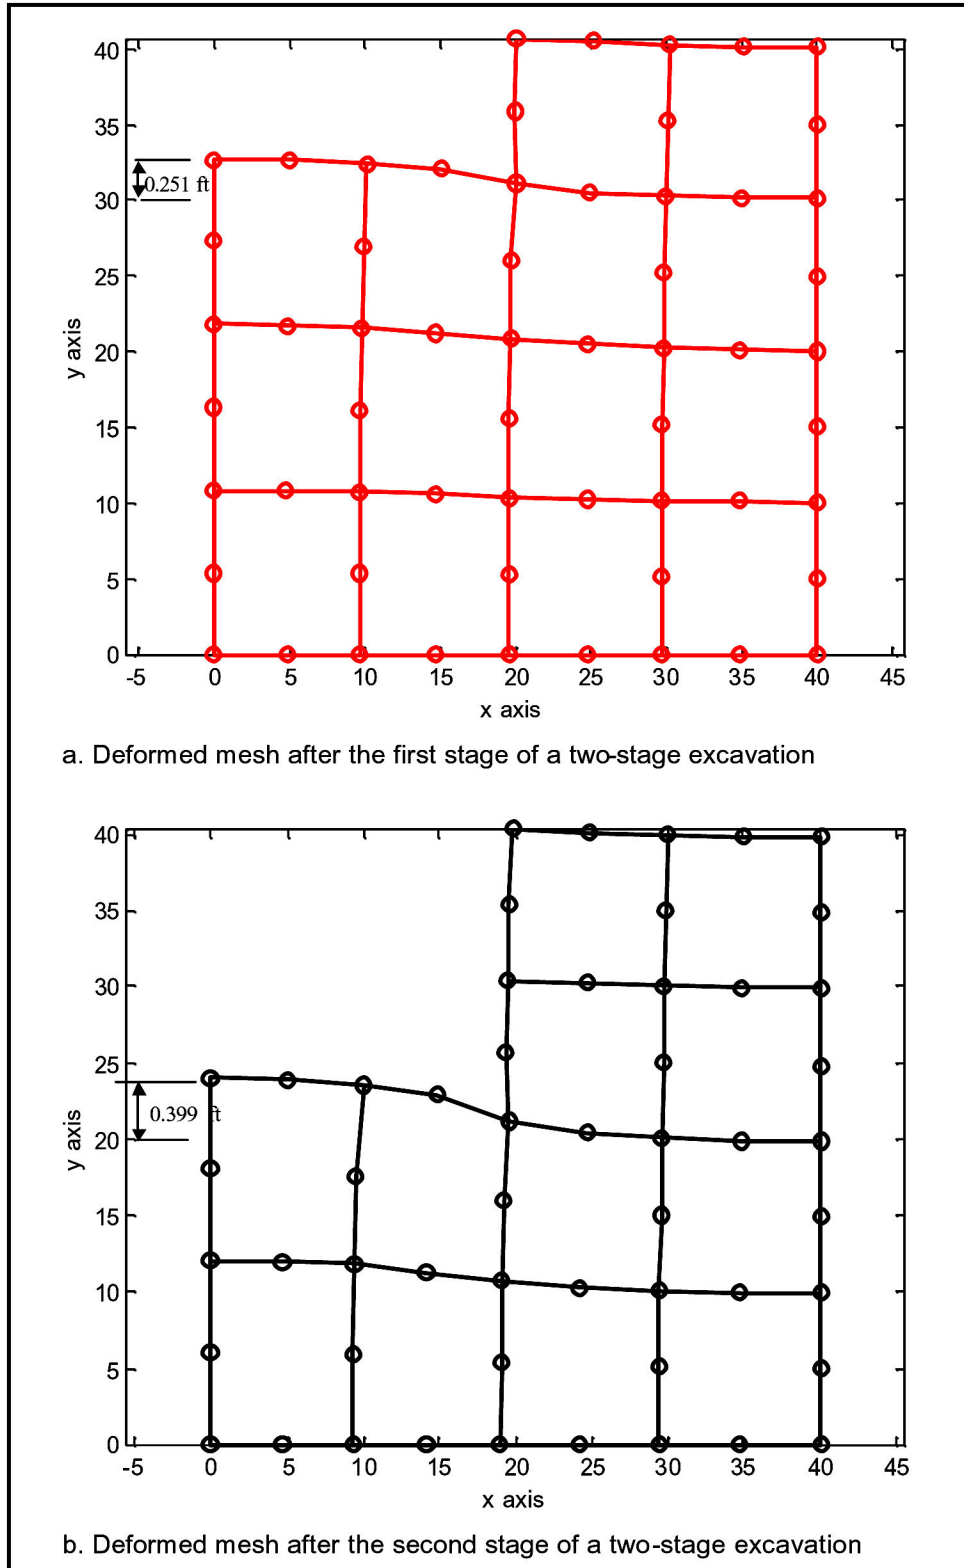 40
35
0.251 ft
30
25
y axis
20
15
10
5
0
-5 0 5 10 15 20 25 30 35 40 45
x axis
a. Deformed mesh after the first stage of a two-stage excavation
40
35
30
25
0.399 ft
y axis
20
15
10
5
0
-5 0 5 10 15 20 25 30 35 40 45
x axis
b. Deformed mesh after the second stage of a two-stage excavation